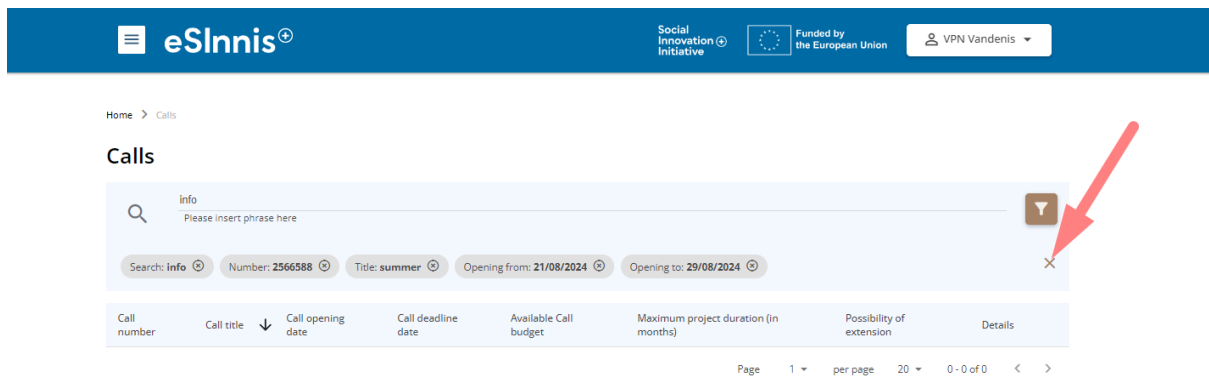 eSInnis⊕
Social
Innovation ⊕
Initiative
Funded by
the European Union
VPN Vandenis
Home > Calls
Calls
info
Please insert phrase here
Search: info
Number: 2566588
Title: summer
Opening from: 21/08/2024
Opening to: 29/08/2024
Call number
Call title
Call opening date
Call deadline date
Available Call budget
Maximum project duration (in months)
Possibility of extension
Details
Page 1 per page 20 0 - 0 of 0